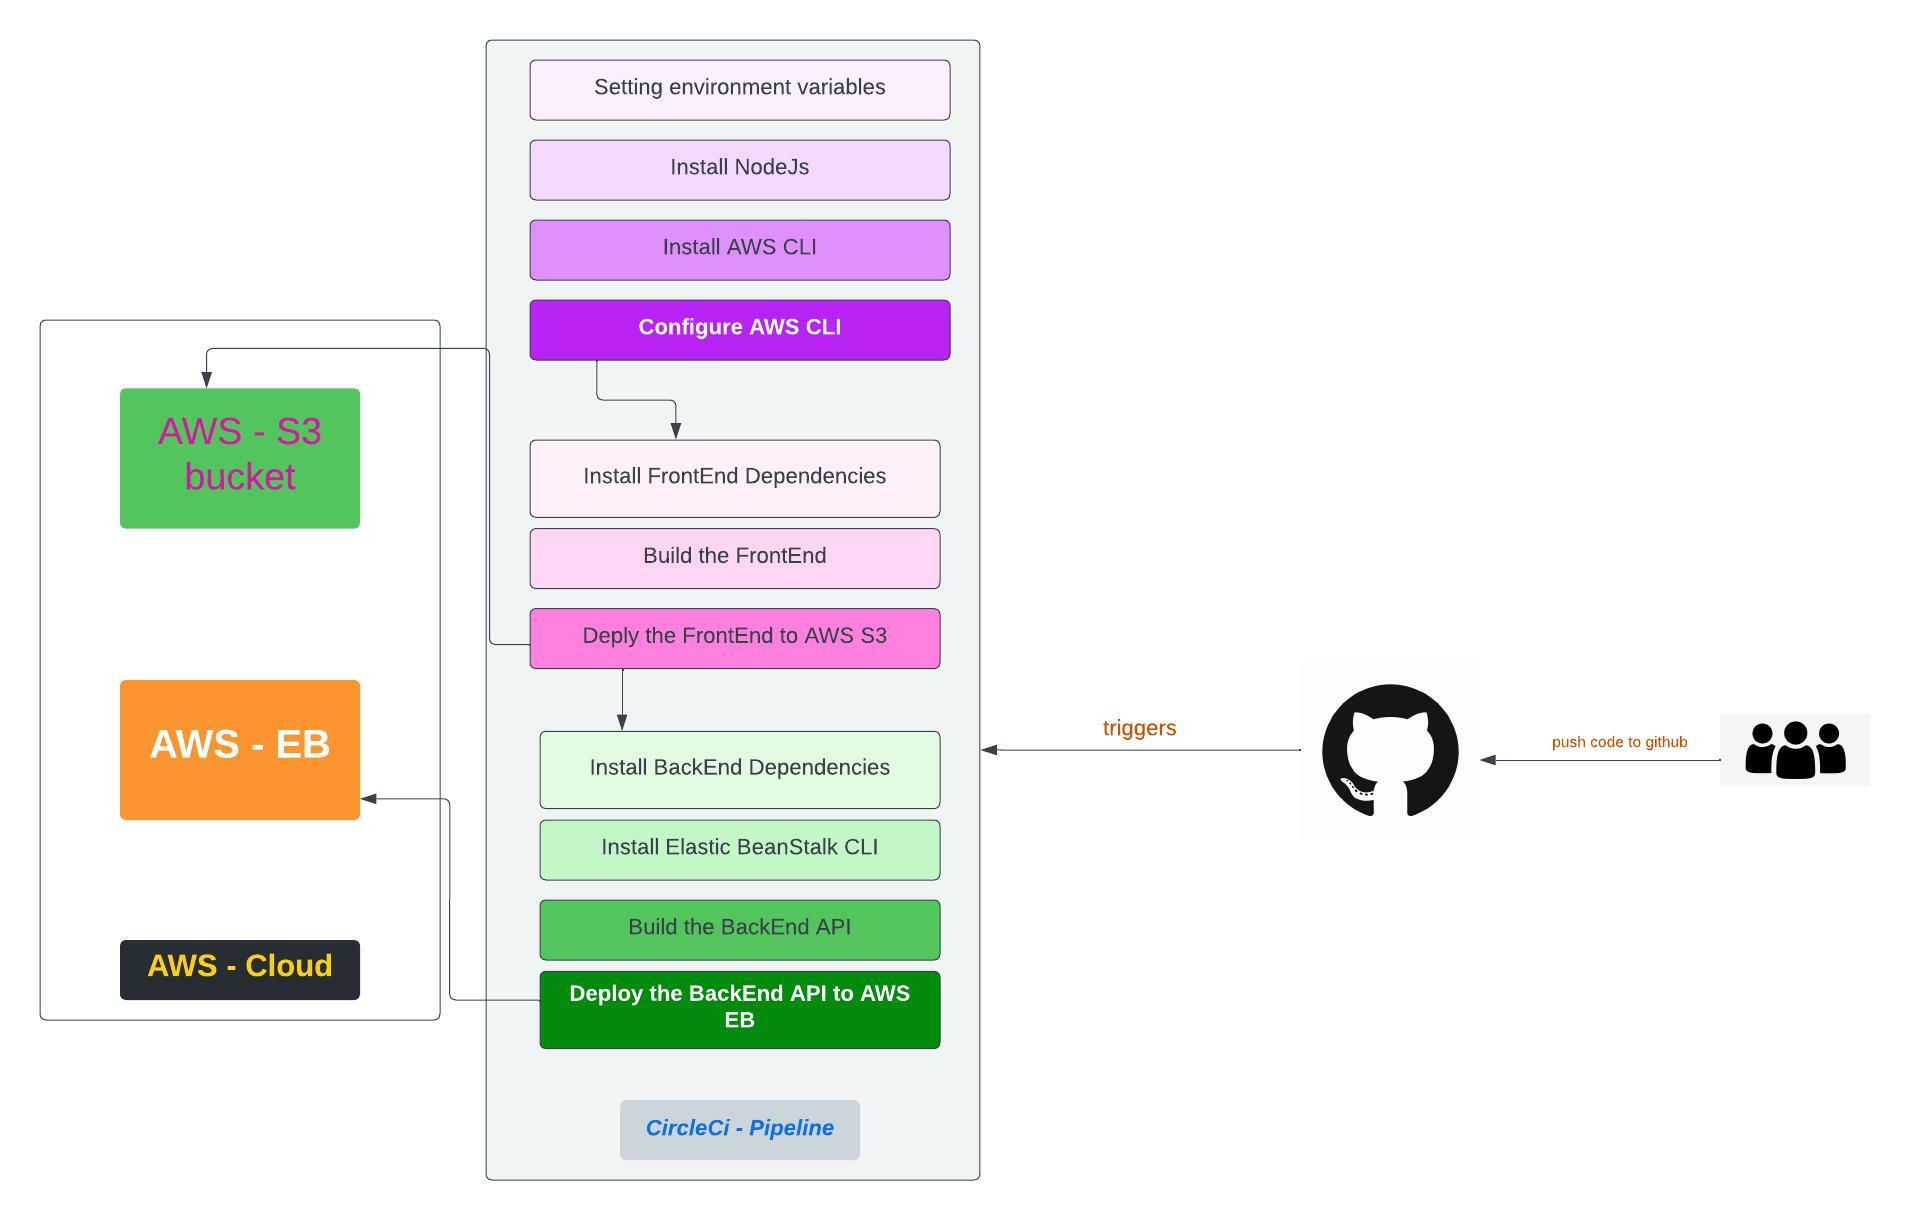 Setting environment variables
Install NodeJs
Install AWS CLI
Configure AWS CLI
AWS - S3
bucket
Install FrontEnd Dependencies
Build the FrontEnd
Deply the FrontEnd to AWS S3
AWS - EB
triggers
push code to github
Install BackEnd Dependencies
Install Elastic BeanStalk CLI
Build the BackEnd API
AWS - Cloud
Deploy the BackEnd API to AWS
EB
CircleCi - Pipeline